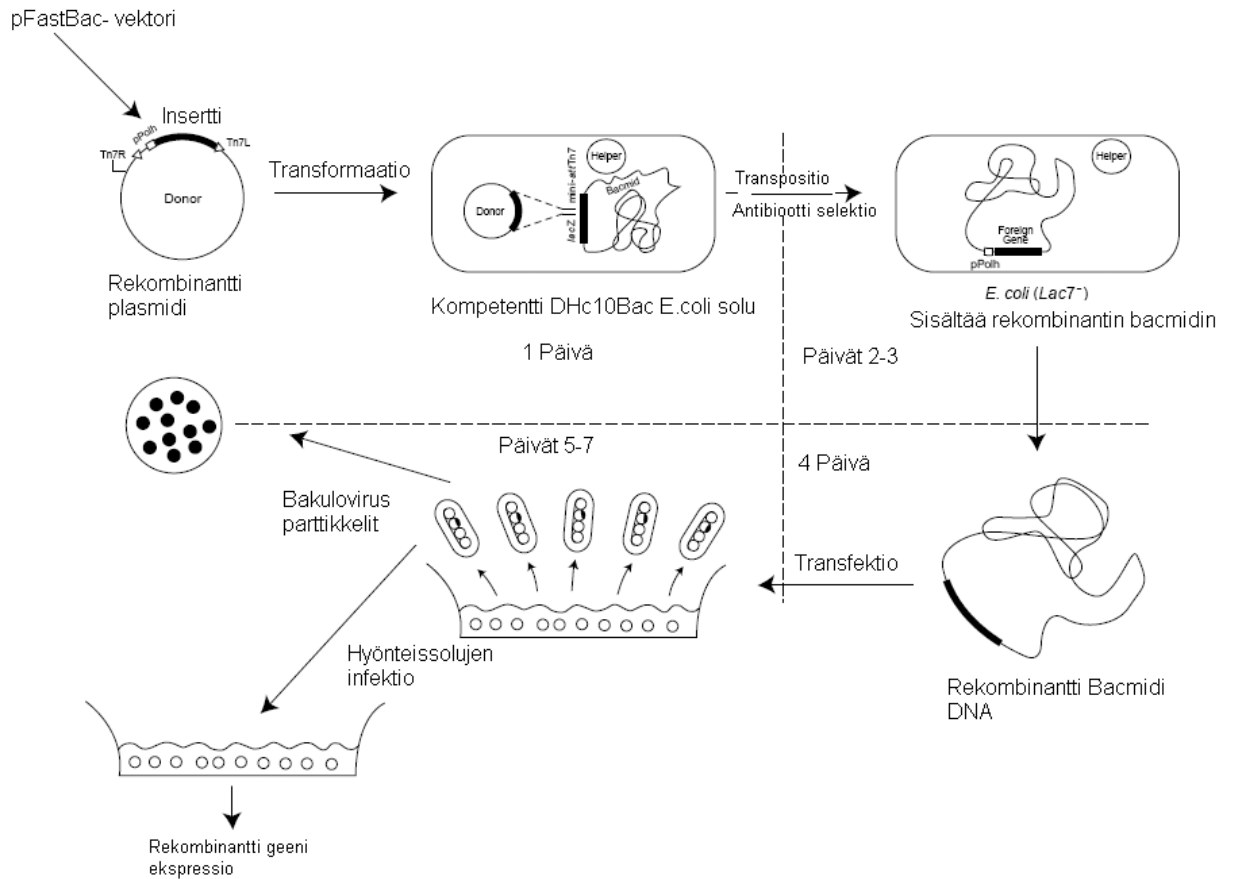 pFastBac- vektori
Insertti
pPolh
Tn7R
Tn7L
Donor
Rekombinantti
plasmidi
Transformaatio
Helper
mini-attTn7
lacZ
Bacmid
Donor
Kompetentti DHc10Bac E.coli solu
1 Päivä
Transpositio
Antibiootti selektio
Helper
Foreign
Gene
pPolh
E. coli (Lac7⁻)
Sisältää rekombinantin bacmidin
Päivät 2-3
Päivät 5-7
4 Päivä
Bakulovirus
parttikkelit
Transfektio
Hyönteissolujen
infektio
Rekombinantti Bacmidi
DNA
Rekombinantti geeni
ekspressio